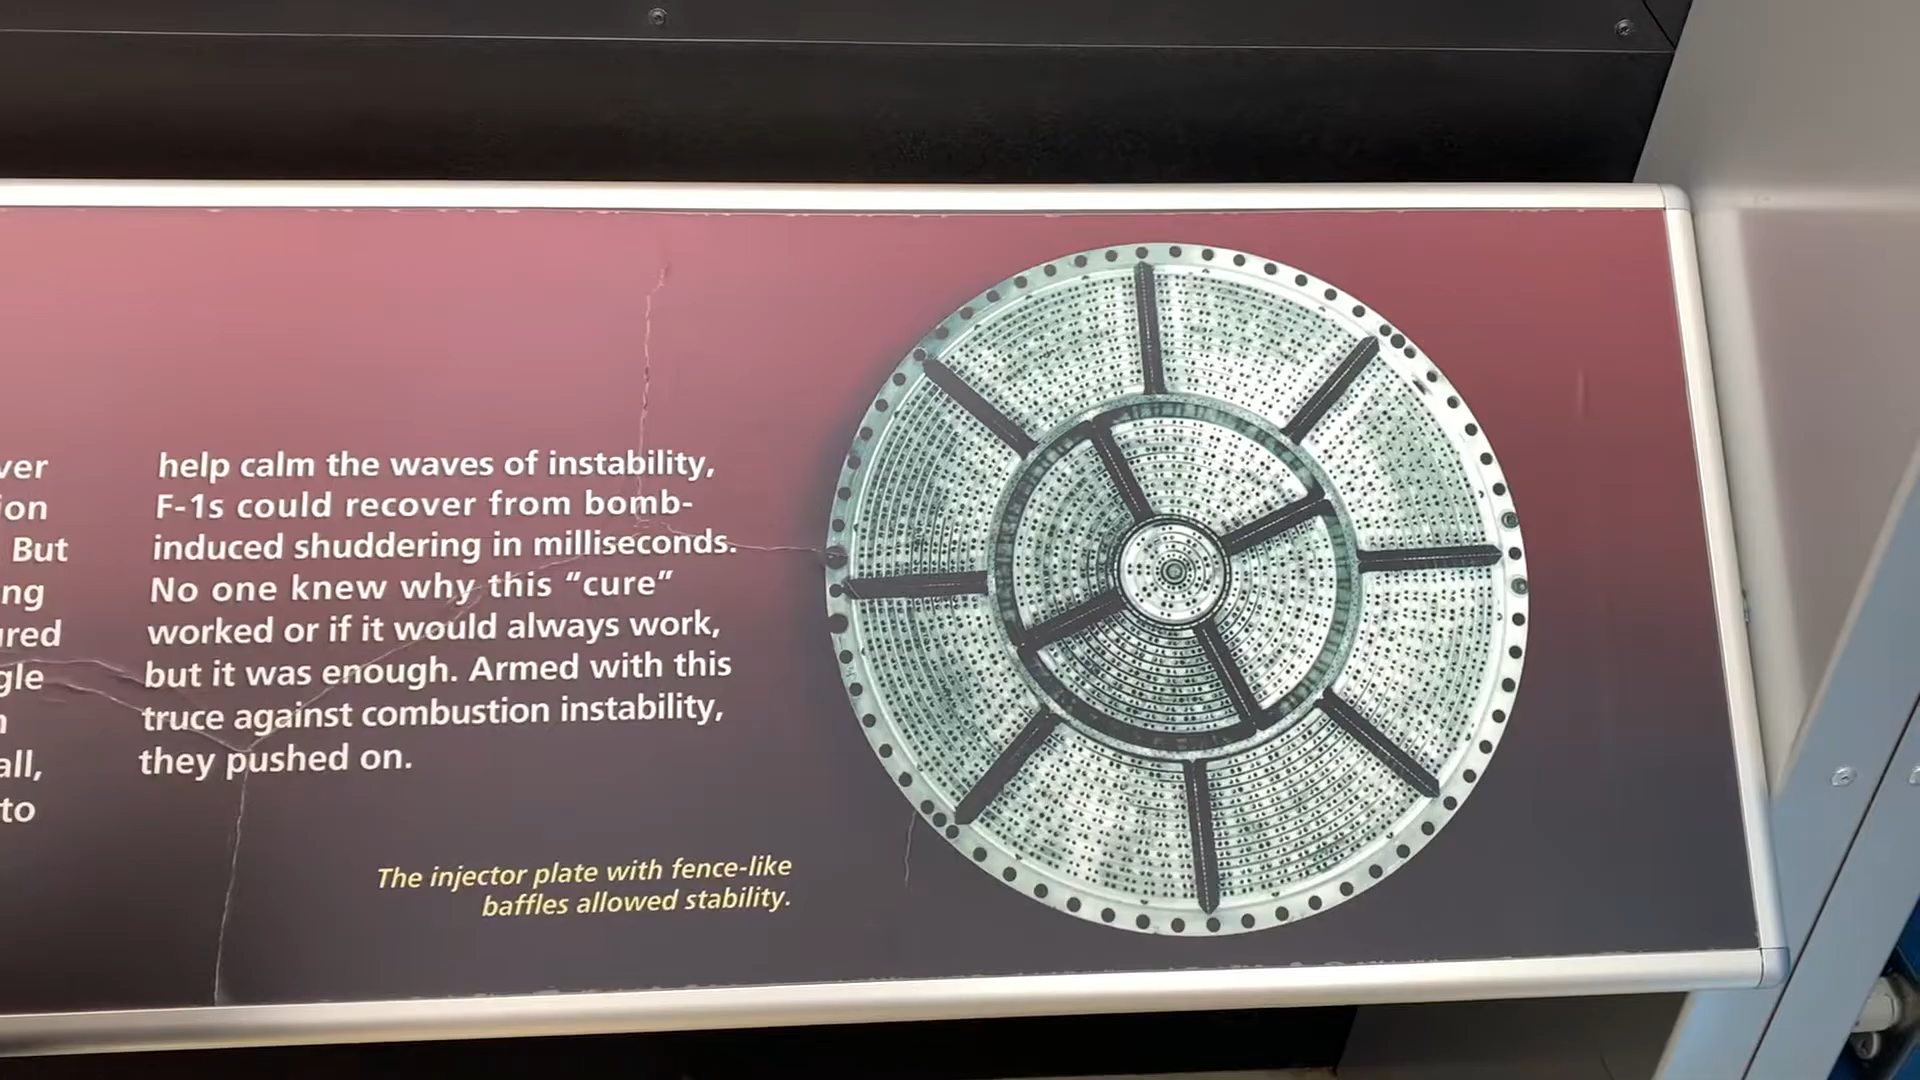 But
to
help calm the waves of instability,
F-1s could recover from bomb-
induced shuddering in milliseconds.
No one knew why this “cure”
worked or if it would always work,
but it was enough. Armed with this
truce against combustion instability,
they pushed on.
The injector plate with fence-like
baffles allowed stability.